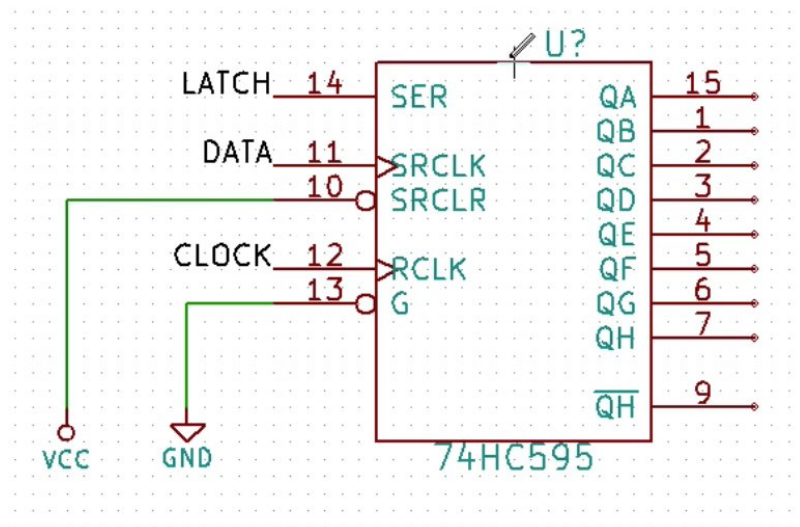 U?
LATCH 14 SER QA 15
QB 1
DATA 11 SRCLK QC 2
10 SRCLR QD 3
QE 4
CLOCK 12 RCLK QF 5
13 G QG 6
QH 7
QH 9
VCC GND 74HC595